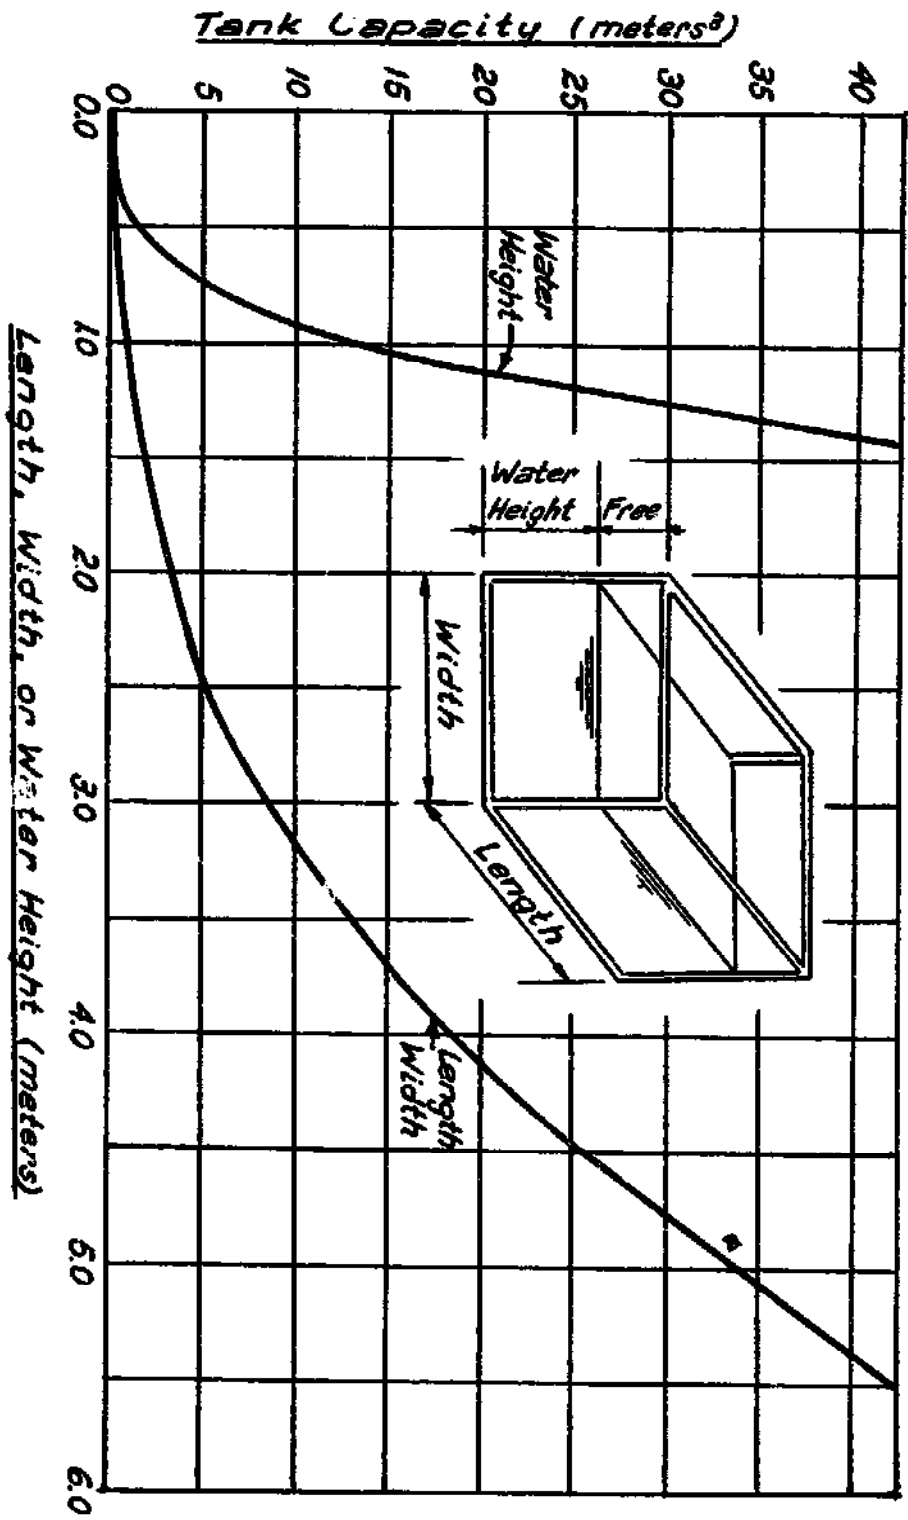 Tank Capacity (meters³)
0
5
10
15
20
25
30
35
40
0.0
1.0
2.0
3.0
4.0
5.0
6.0
Length, Width, or Water Height (meters)
Water
Height
Water
Height
Free
Width
Length
Length
Width